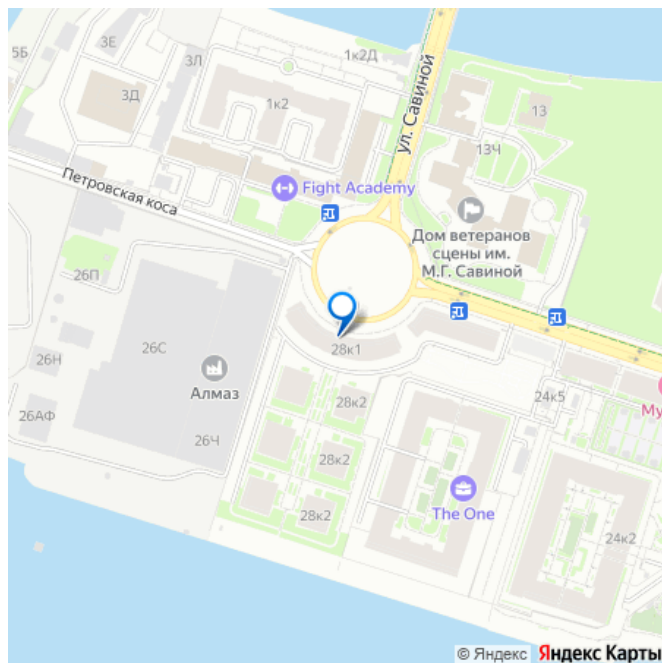 5Б
3Е
3Л
1к2Д
3Д
1к2
ул. Савиной
13
13Ч
Петровская коса
Fight Academy
Дом ветеранов
сцены им.
М.Г. Савиной
26П
26С
28к1
26Н
Алмаз
28к2
24к5
26АФ
26Ч
My
28к2
28к2
The One
24к2
© Яндекс Яндекс Карты